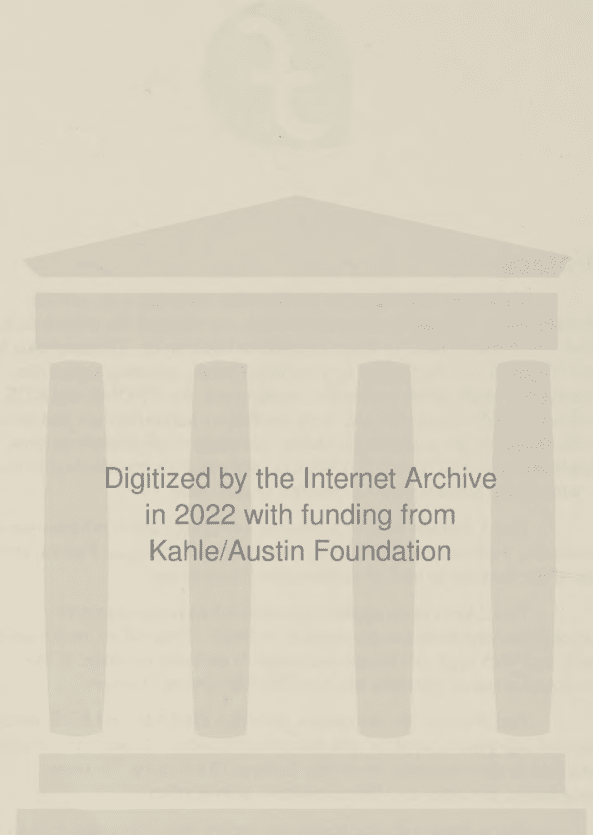 Digitized by the Internet Archive
in 2022 with funding from
Kahle/Austin Foundation